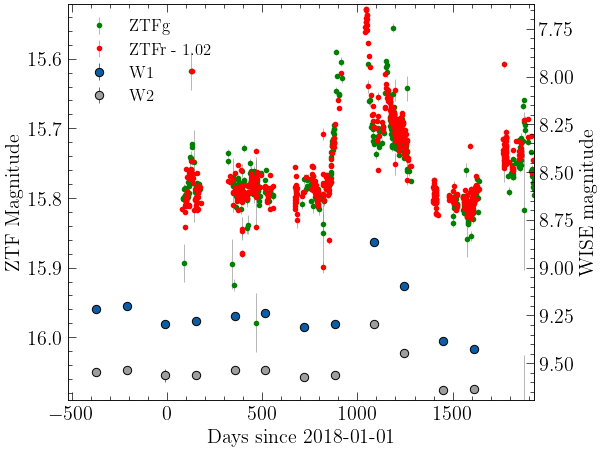 ZTFg
ZTFr - 1.02
W1
W2
15.6
15.7
15.8
15.9
16.0
ZTF Magnitude
7.75
8.00
8.25
8.50
8.75
9.00
9.25
9.50
WISE magnitude
−500
0
500
1000
1500
Days since 2018-01-01